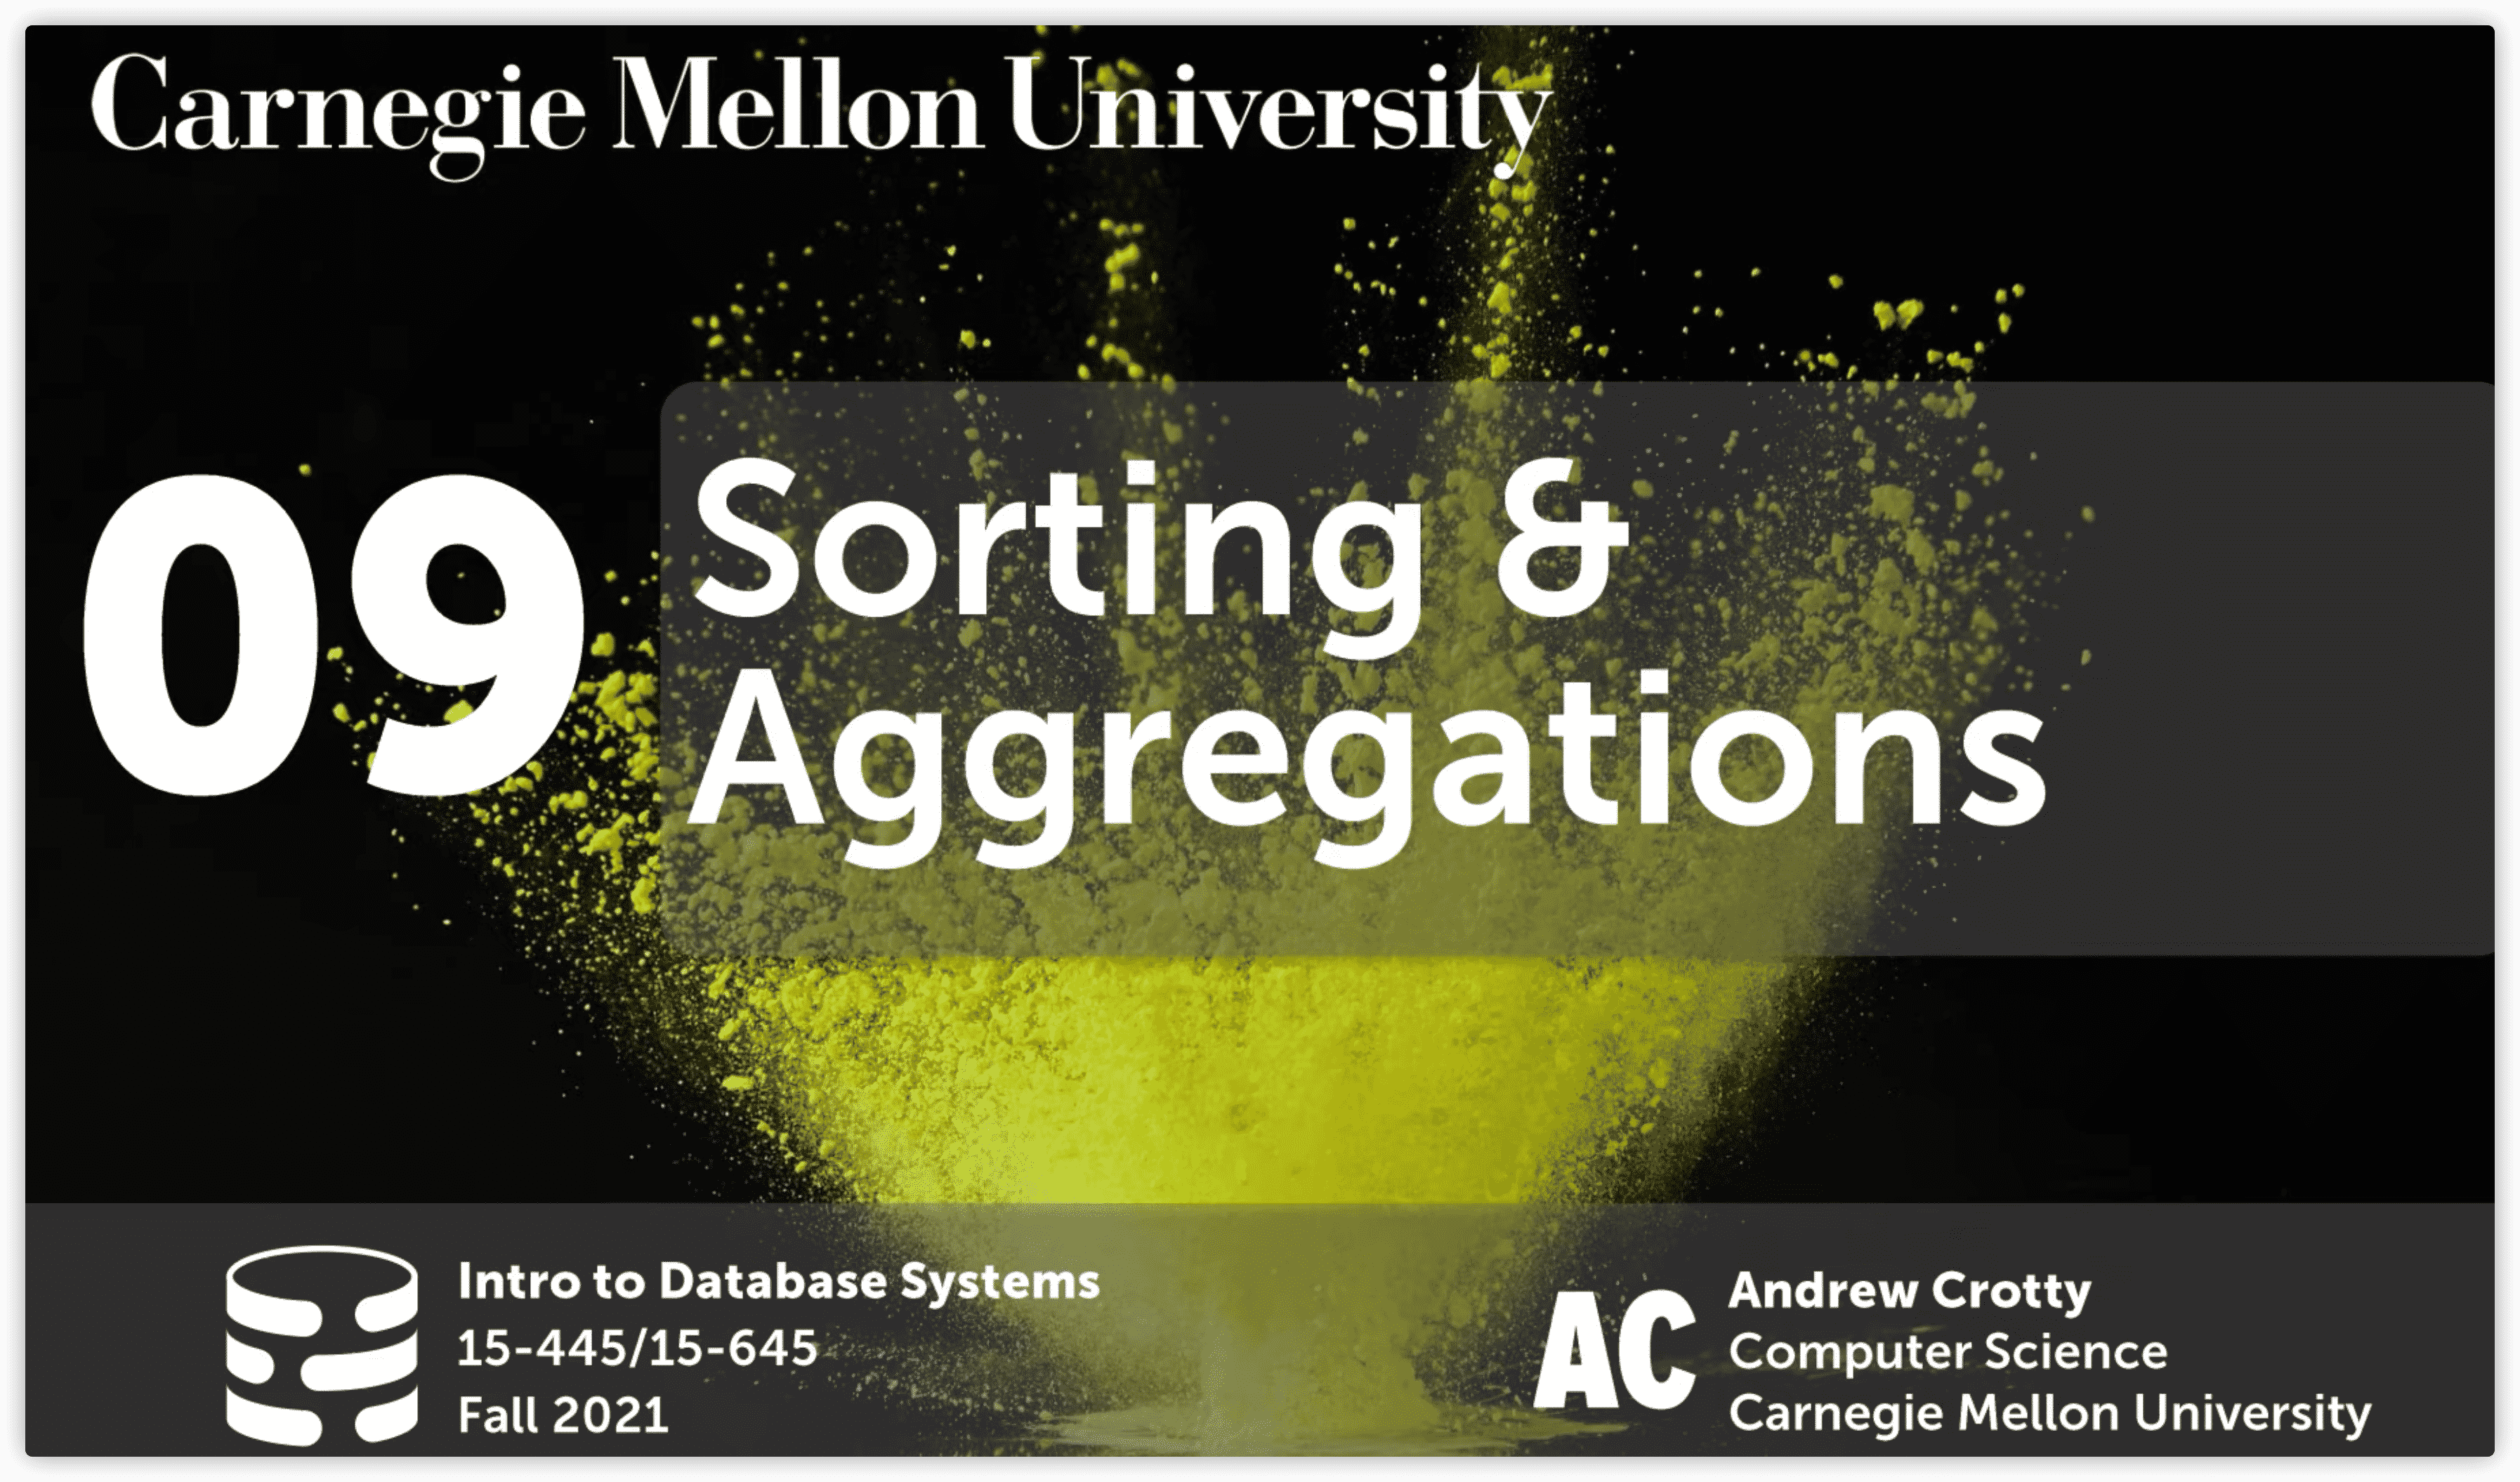 Carnegie Mellon University
09
Sorting &
Aggregations
Intro to Database Systems
15-445/15-645
Fall 2021
AC
Andrew Crotty
Computer Science
Carnegie Mellon University